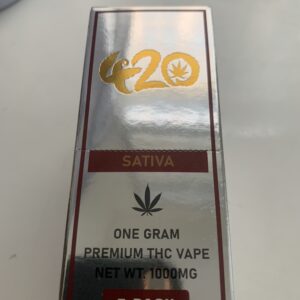 420
SATIVA
ONE GRAM
PREMIUM THC VAPE
NET WT. 1000MG